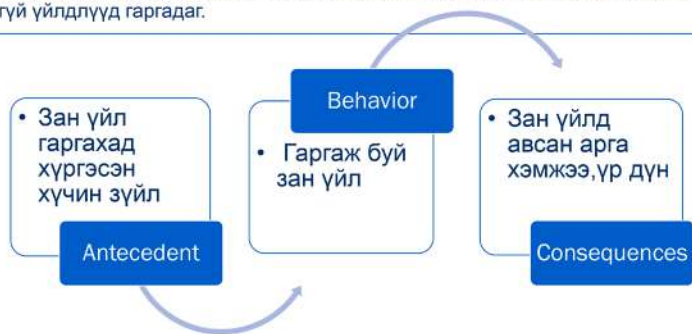 гүй үйлдлүүд гаргадаг.
• Зан үйл
гаргахад
хүргэсэн
хүчин зүйл
Antecedent
Behavior
• Гаргаж буй
зан үйл
• Зан үйлд
авсан арга
хэмжээ,үр дүн
Consequences